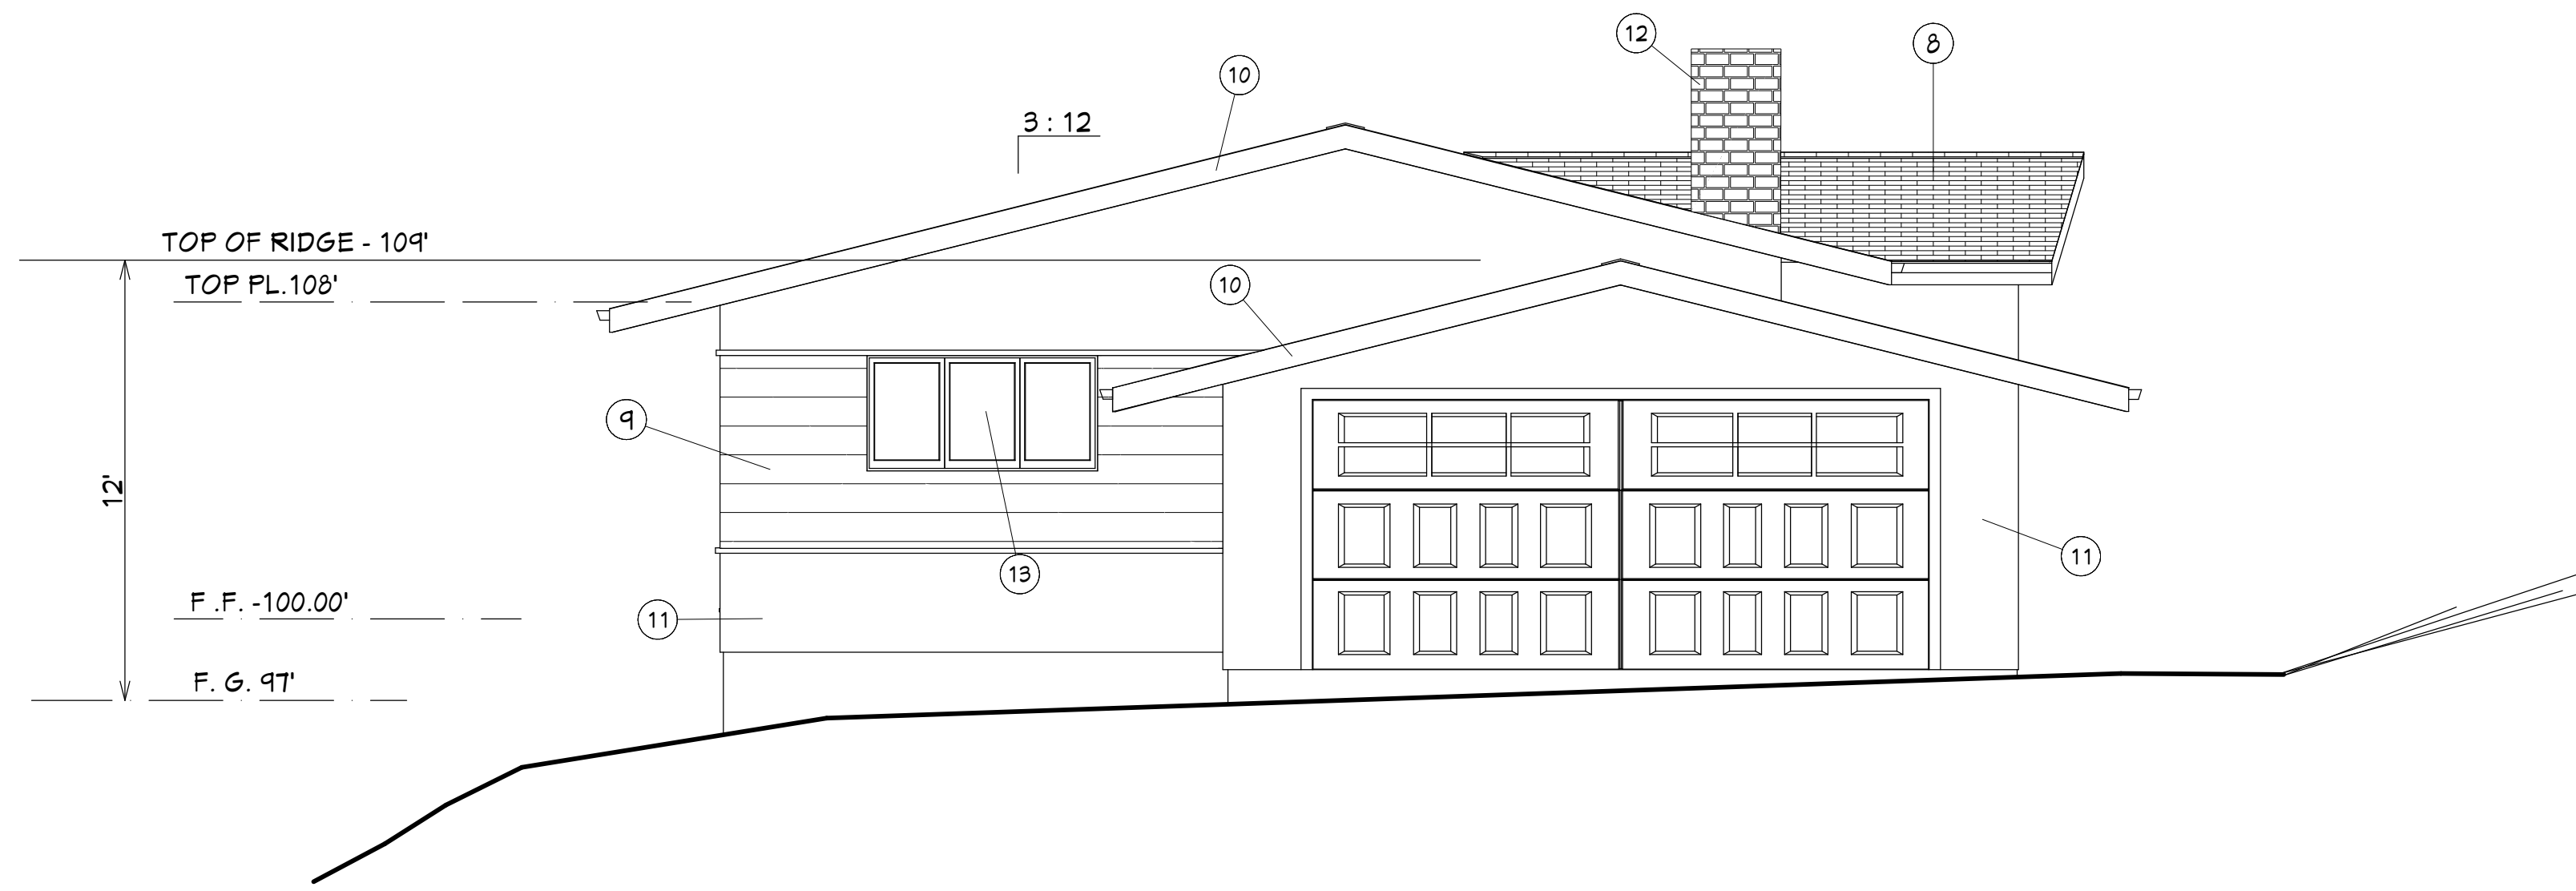 12
8
10
3 : 12
TOP OF RIDGE - 109'
TOP PL.108'
10
9
12'
13
11
F .F. -100.00'
11
F. G. 97'